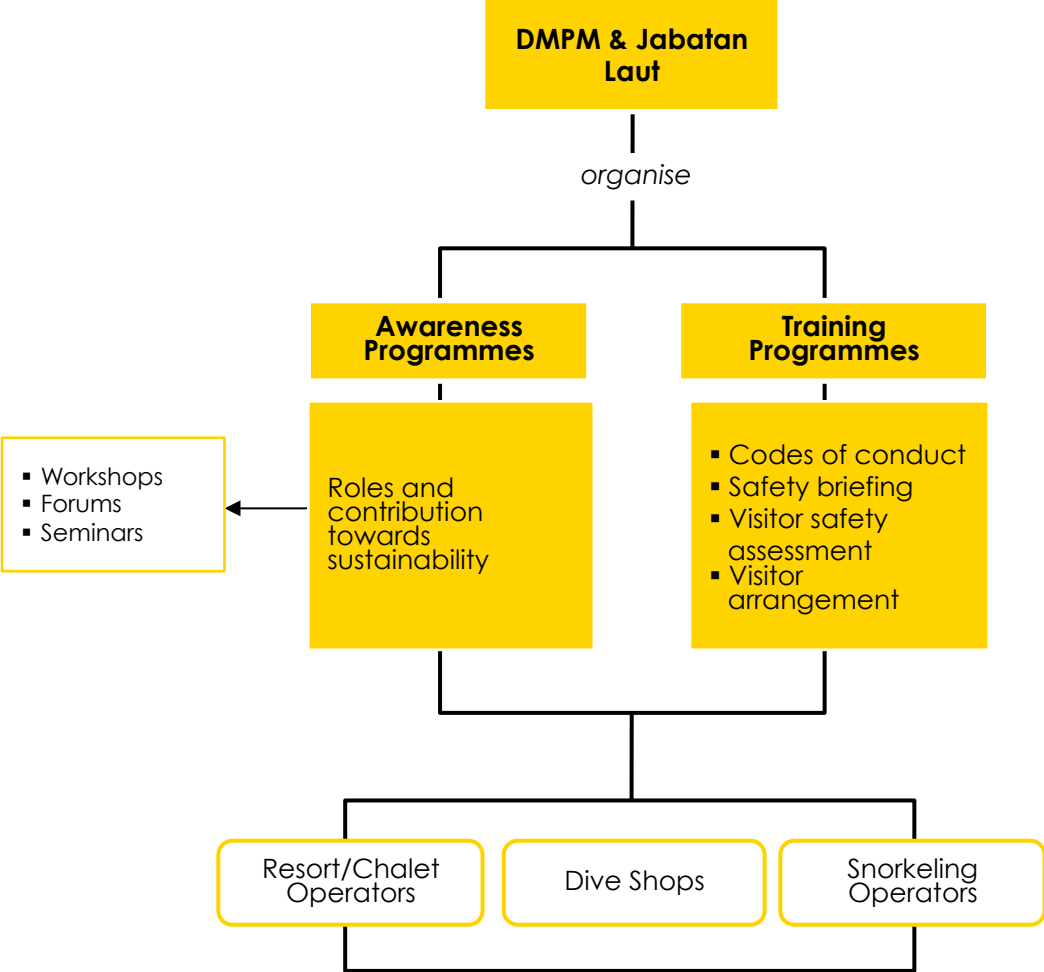 DMPM & Jabatan
Laut
organise
Awareness
Programmes
Training
Programmes
▪ Workshops
▪ Forums
▪ Seminars
Roles and
contribution
towards
sustainability
▪ Codes of conduct
▪ Safety briefing
▪ Visitor safety
assessment
▪ Visitor
arrangement
Resort/Chalet
Operators
Dive Shops
Snorkeling
Operators